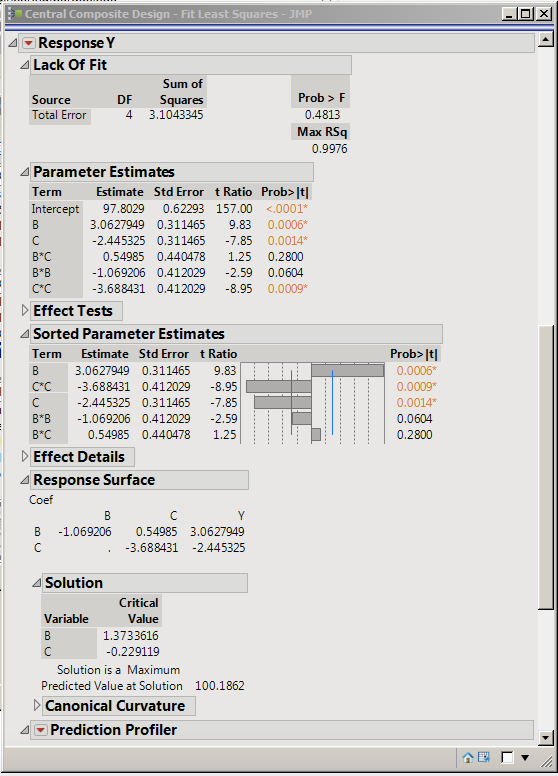 Central Composite Design - Fit Least Squares - JMP
Response Y
Lack Of Fit
Sum of
Source DF Squares Prob > F
Total Error 4 3.1043345 0.4813
Max RSq
0.9976
Parameter Estimates
Term Estimate Std Error t Ratio Prob>|t|
Intercept 97.8029 0.62293 157.00 <.0001*
B 3.0627949 0.311465 9.83 0.0006*
C -2.445325 0.311465 -7.85 0.0014*
B*C 0.54985 0.440478 1.25 0.2800
B*B -1.069206 0.412029 -2.59 0.0604
C*C -3.688431 0.412029 -8.95 0.0009*
Effect Tests
Sorted Parameter Estimates
Term Estimate Std Error t Ratio Prob>|t|
B 3.0627949 0.311465 9.83 0.0006*
C*C -3.688431 0.412029 -8.95 0.0009*
C -2.445325 0.311465 -7.85 0.0014*
B*B -1.069206 0.412029 -2.59 0.0604
B*C 0.54985 0.440478 1.25 0.2800
Effect Details
Response Surface
Coef
B C Y
B -1.069206 0.54985 3.0627949
C . -3.688431 -2.445325
Solution
Critical
Variable Value
B 1.3733616
C -0.229119
Solution is a Maximum
Predicted Value at Solution 100.1862
Canonical Curvature
Prediction Profiler